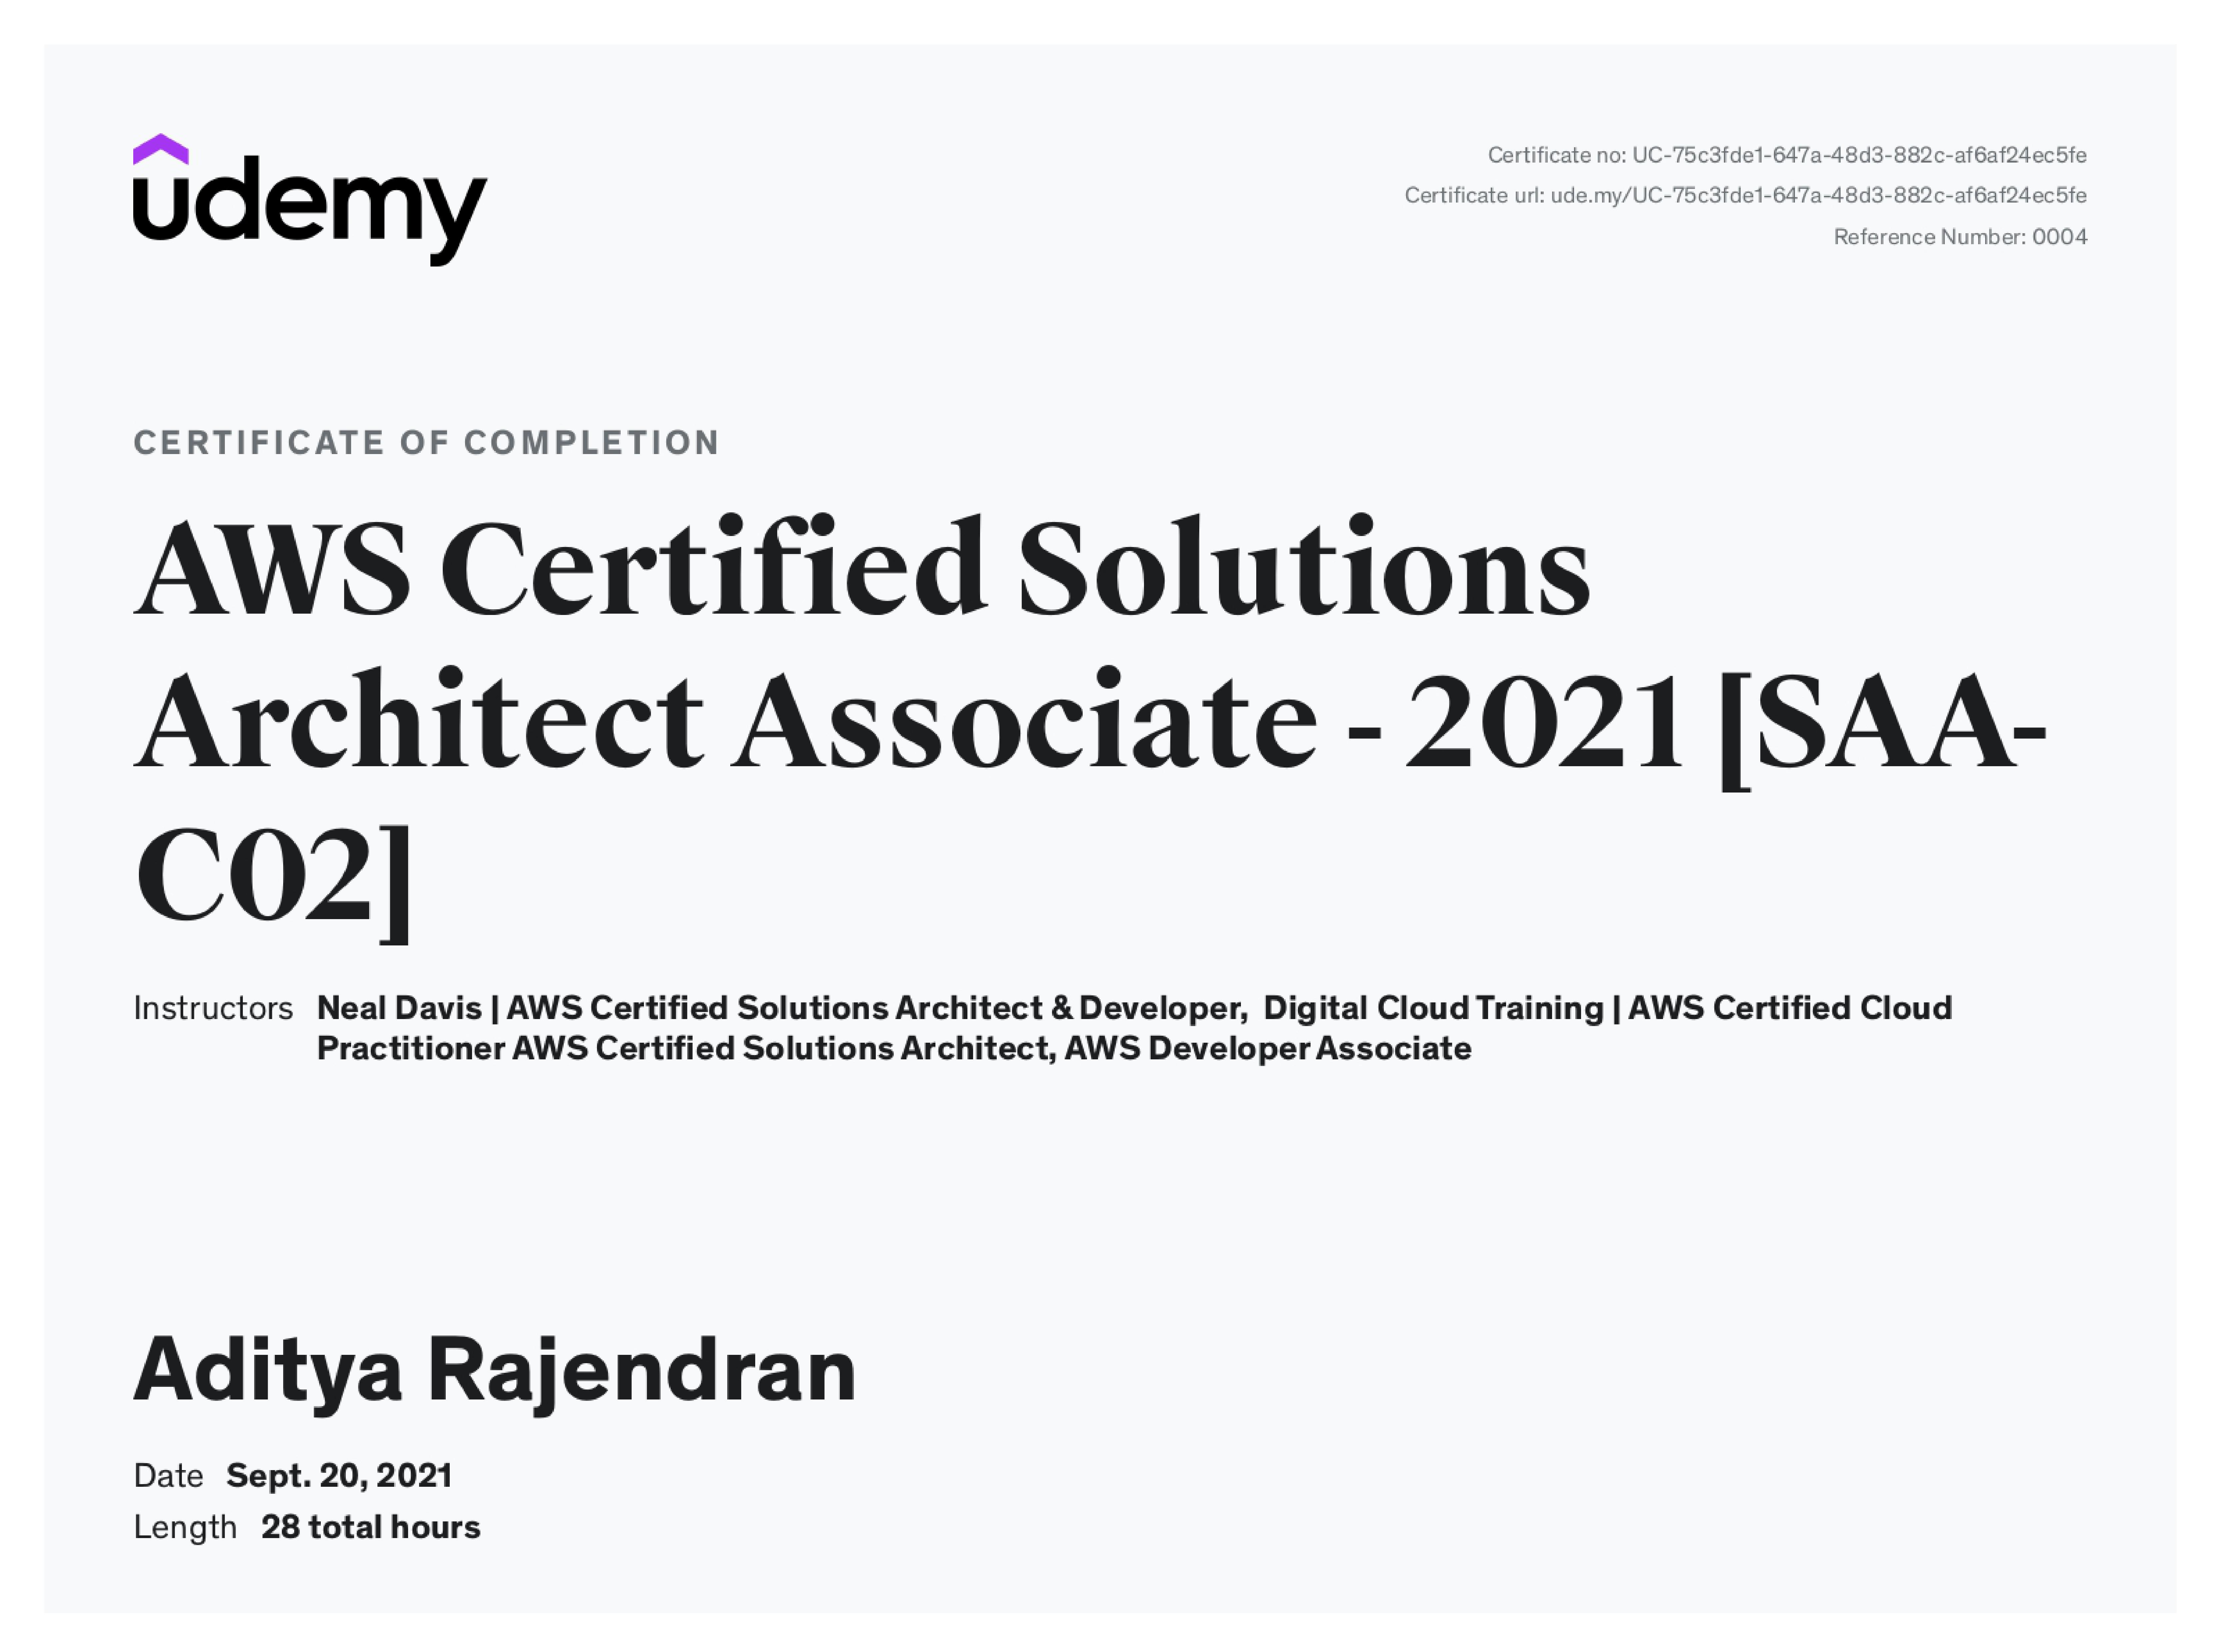 udemy
Certificate no: UC-75c3fde1-647a-48d3-882c-af6af24ec5fe
Certificate url: ude.my/UC-75c3fde1-647a-48d3-882c-af6af24ec5fe
Reference Number: 0004
CERTIFICATE OF COMPLETION
AWS Certified Solutions
Architect Associate - 2021 [SAA-
C02]
Instructors Neal Davis | AWS Certified Solutions Architect & Developer, Digital Cloud Training | AWS Certified Cloud
Practitioner AWS Certified Solutions Architect, AWS Developer Associate
Aditya Rajendran
Date Sept. 20, 2021
Length 28 total hours